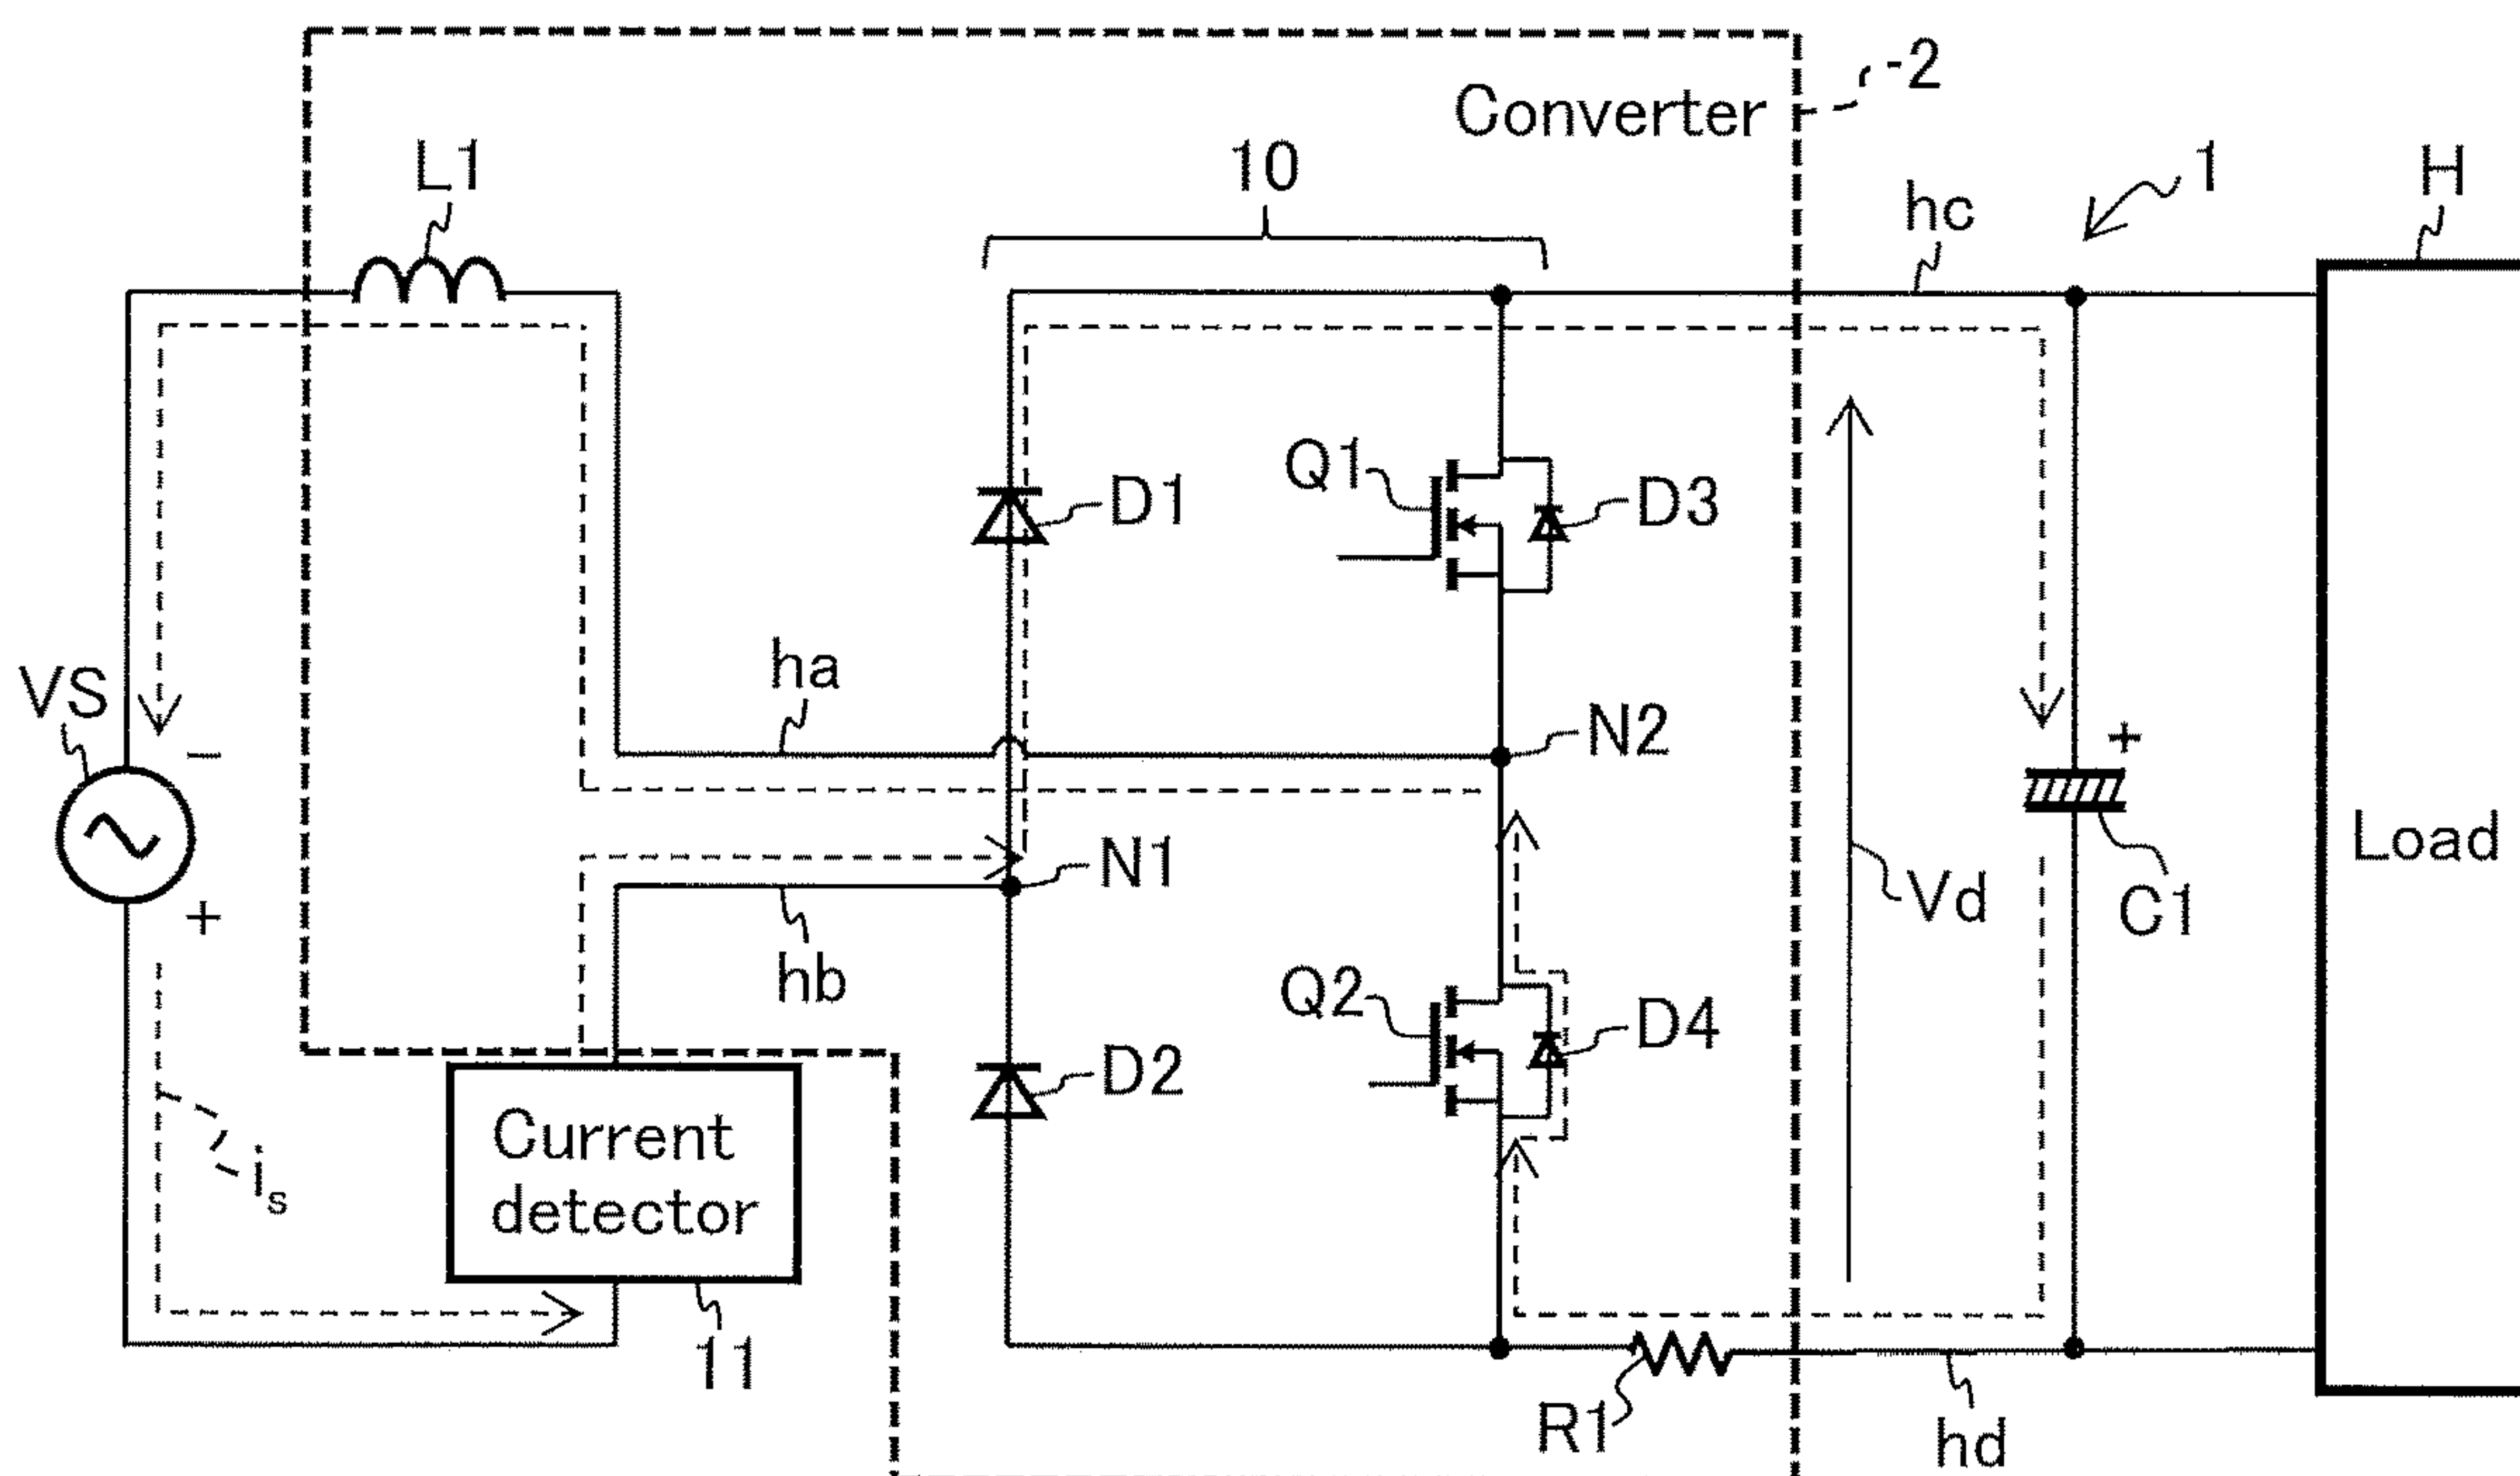 2
Converter
L1
10
hc
1
H
Q1
D1
D3
VS
ha
N2
−
+
N1
Load
+
Vd
C1
hb
Q2
D4
D2
Current
detector
is
11
R1
hd